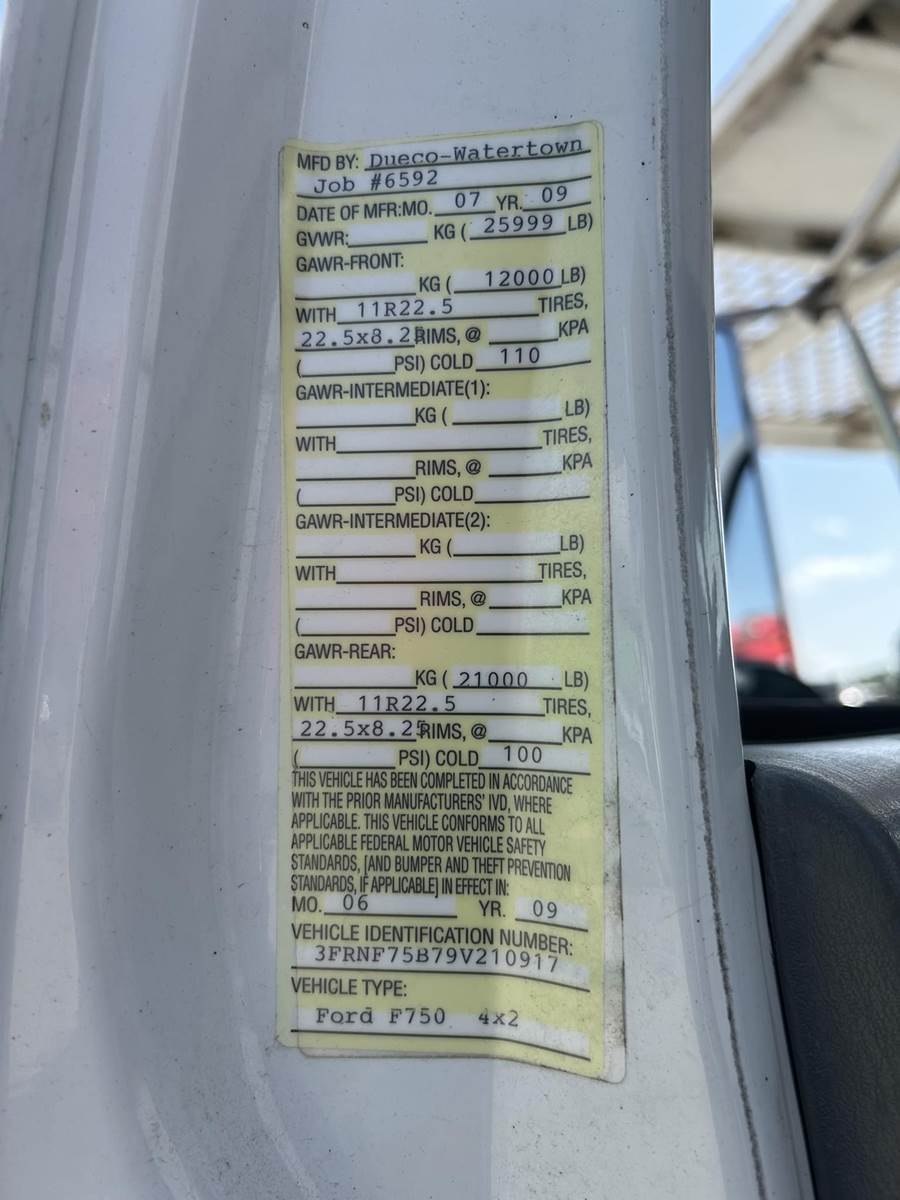 MFD BY: Dueco-Watertown
Job #6592
DATE OF MFR:MO. 07 YR. 09
GVWR: KG ( 25999 LB)
GAWR-FRONT:
KG ( 12000 LB)
WITH 11R22.5 TIRES,
22.5x8.25 RIMS, @ KPA
( PSI) COLD 110
GAWR-INTERMEDIATE(1):
KG ( LB)
WITH TIRES,
RIMS, @ KPA
( PSI) COLD
GAWR-INTERMEDIATE(2):
KG ( LB)
WITH TIRES,
RIMS, @ KPA
( PSI) COLD
GAWR-REAR:
KG ( 21000 LB)
WITH 11R22.5 TIRES,
22.5x8.25 RIMS, @ KPA
( PSI) COLD 100
THIS VEHICLE HAS BEEN COMPLETED IN ACCORDANCE
WITH THE PRIOR MANUFACTURERS' IVD, WHERE
APPLICABLE. THIS VEHICLE CONFORMS TO ALL
APPLICABLE FEDERAL MOTOR VEHICLE SAFETY
STANDARDS, [AND BUMPER AND THEFT PREVENTION
STANDARDS, IF APPLICABLE] IN EFFECT IN:
MO. 06 YR. 09
VEHICLE IDENTIFICATION NUMBER:
3FRNF75B79V210917
VEHICLE TYPE:
Ford F750 4x2